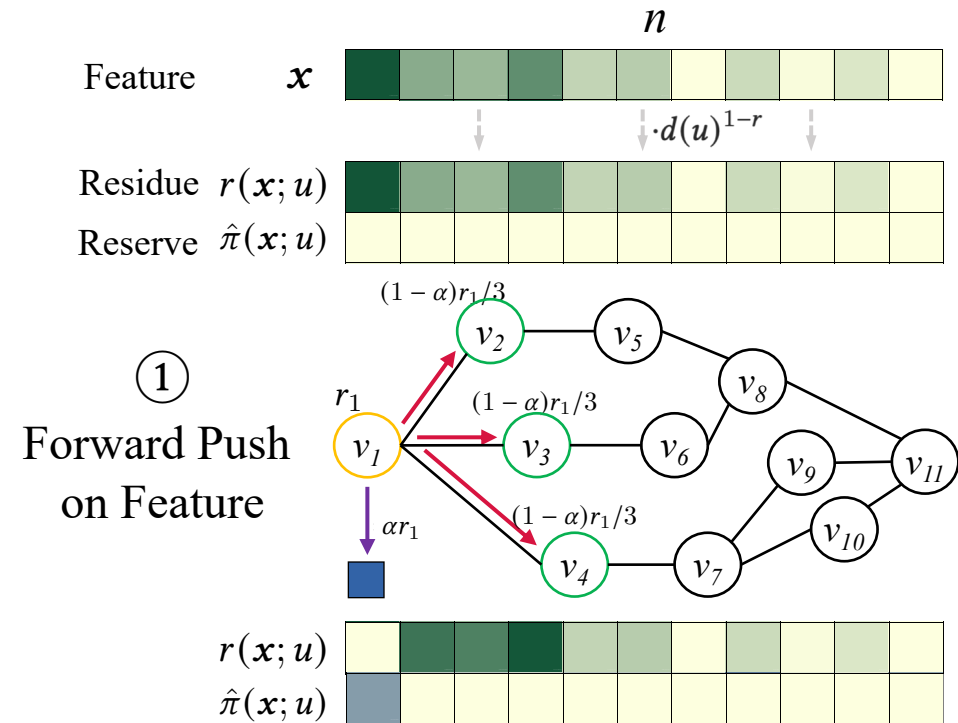 n
Feature x
·d(u)^{1−r}
Residue r(x; u)
Reserve π̂(x; u)
(1 − α)r₁/3
v₂ v₅
v₈
① 
r₁ (1 − α)r₁/3
Forward Push
on Feature
v₁ v₃ v₆ v₉ v₁₁
αr₁ (1 − α)r₁/3 v₁₀
v₄ v₇
r(x; u)
π̂(x; u)